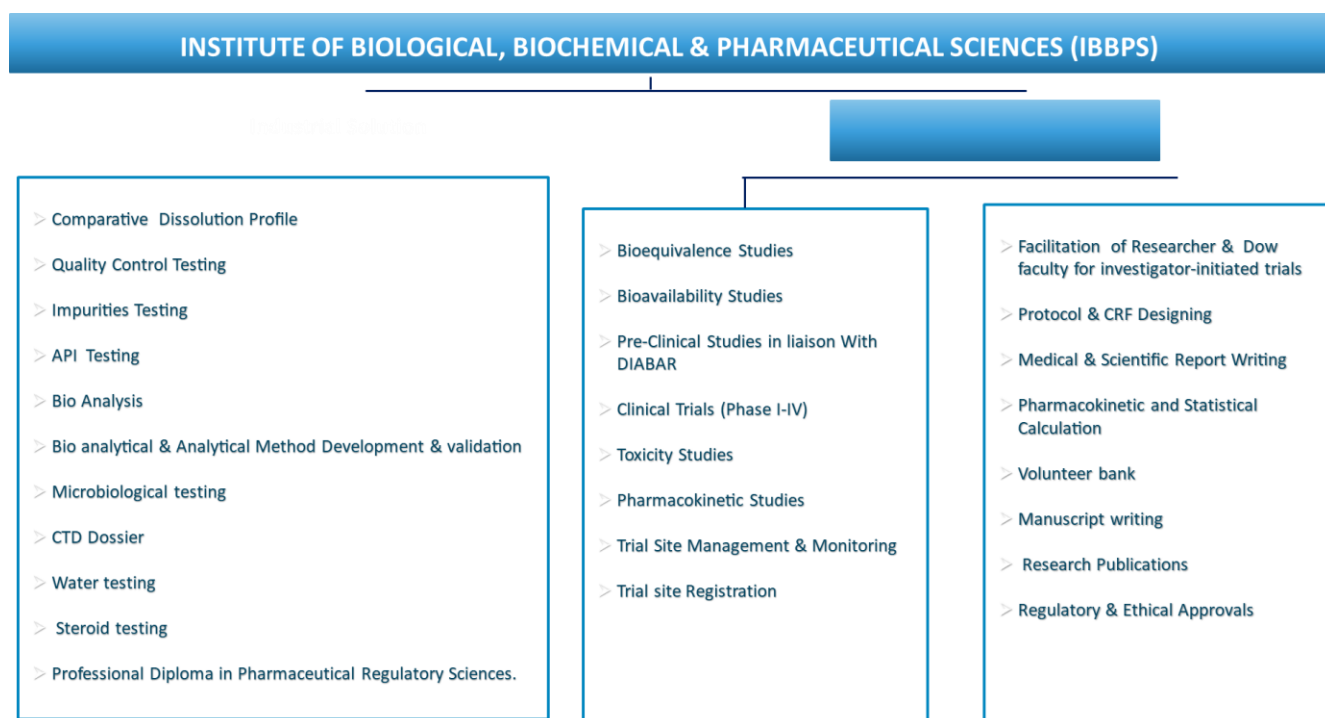 INSTITUTE OF BIOLOGICAL, BIOCHEMICAL & PHARMACEUTICAL SCIENCES (IBBPS)
Comparative Dissolution Profile
Quality Control Testing
Impurities Testing
API Testing
Bio Analysis
Bio analytical & Analytical Method Development & validation
Microbiological testing
CTD Dossier
Water testing
Steroid testing
Professional Diploma in Pharmaceutical Regulatory Sciences.
Bioequivalence Studies
Bioavailability Studies
Pre-Clinical Studies in liaison With
DIABAR
Clinical Trials (Phase I-IV)
Toxicity Studies
Pharmacokinetic Studies
Trial Site Management & Monitoring
Trial site Registration
Facilitation of Researcher & Dow
faculty for investigator-initiated trials
Protocol & CRF Designing
Medical & Scientific Report Writing
Pharmacokinetic and Statistical
Calculation
Volunteer bank
Manuscript writing
Research Publications
Regulatory & Ethical Approvals